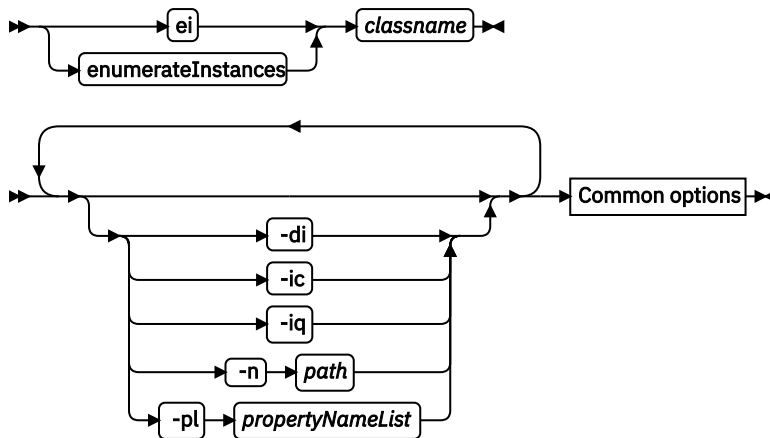 ei classname
enumerateInstances
Common options
-di
-ic
-iq
-n path
-pl propertyNameList